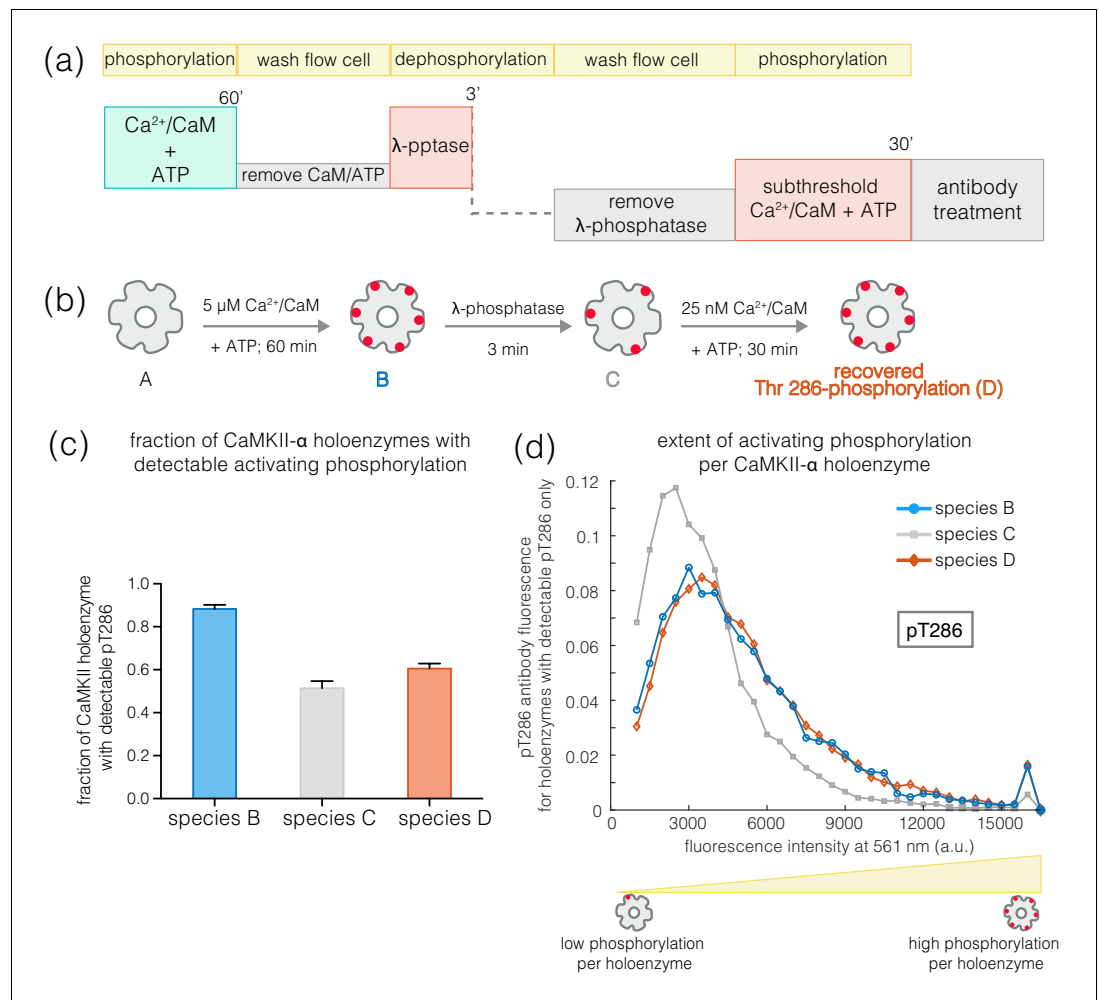 (a)
phosphorylation
wash flow cell
dephosphorylation
wash flow cell
phosphorylation
60’
3’
30’
Ca²⁺/CaM
+
ATP
remove CaM/ATP
λ-pptase
remove
λ-phosphatase
subthreshold
Ca²⁺/CaM + ATP
antibody
treatment
(b)
5 µM Ca²⁺/CaM
+ ATP; 60 min
λ-phosphatase
3 min
25 nM Ca²⁺/CaM
+ ATP; 30 min
A
B
C
recovered
Thr 286-phosphorylation (D)
(c)
fraction of CaMKII-α holoenzymes with
detectable activating phosphorylation
fraction of CaMKII holoenzyme
with detectable pT286
1.0
0.8
0.6
0.4
0.2
0.0
species B
species C
species D
(d)
extent of activating phosphorylation
per CaMKII-α holoenzyme
pT286 antibody fluorescence
for holoenzymes with detectable pT286 only
0.12
0.1
0.08
0.06
0.04
0.02
0
species B
species C
species D
pT286
0
3000
6000
9000
12000
15000
fluorescence intensity at 561 nm (a.u.)
low phosphorylation
per holoenzyme
high phosphorylation
per holoenzyme